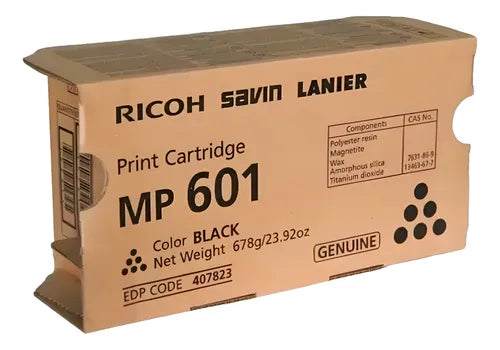 RICOH savin LANIER
Print Cartridge
MP 601
Color BLACK
Net Weight 678g/23.92oz
EDP CODE 407823
Components CAS No.
Polyester resin
Magnetite
Wax
Amorphous silica 7631-86-9
Titanium dioxide 13463-67-7
GENUINE